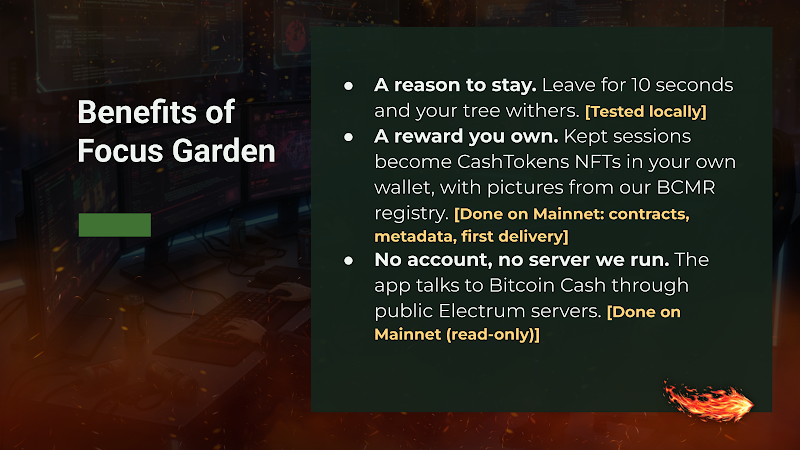 Benefits of
Focus Garden
● A reason to stay. Leave for 10 seconds
and your tree withers. [Tested locally]
● A reward you own. Kept sessions
become CashTokens NFTs in your own
wallet, with pictures from our BCMR
registry. [Done on Mainnet: contracts,
metadata, first delivery]
● No account, no server we run. The
app talks to Bitcoin Cash through
public Electrum servers. [Done on
Mainnet (read-only)]